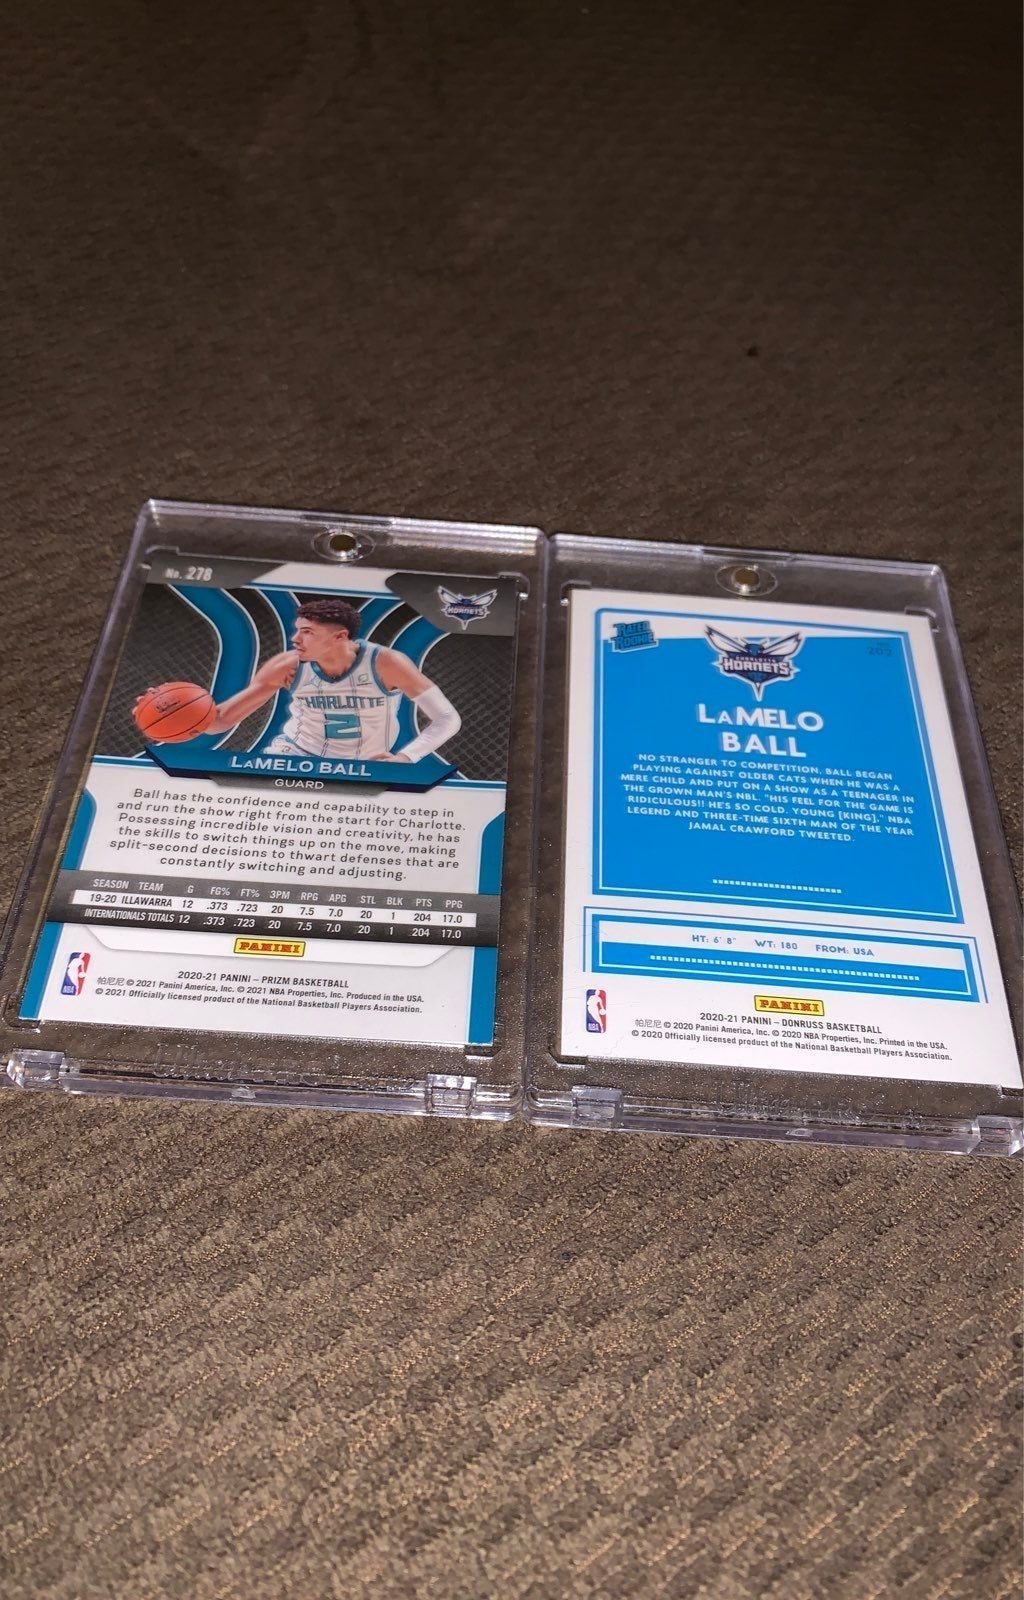 No. 278
HORNETS
CHARLOTTE
2
LaMELO BALL
GUARD
Ball has the confidence and capability to step in
and run the show right from the start for Charlotte.
Possessing incredible vision and creativity, he has
the skills to switch things up on the move, making
split-second decisions to thwart defenses that are
constantly switching and adjusting.
SEASON TEAM G FG% FT% 3PM RPG APG STL BLK PTS PPG
19-20 ILLAWARRA 12 .373 .723 20 7.5 7.0 20 1 204 17.0
INTERNATIONALS TOTALS 12 .373 .723 20 7.5 7.0 20 1 204 17.0
PANINI
2020-21 PANINI – PRIZM BASKETBALL
帕尼尼 © 2021 Panini America, Inc. © 2021 NBA Properties, Inc. Produced in the USA.
© 2021 Officially licensed product of the National Basketball Players Association.
NBA
RATED
ROOKIE
CHARLOTTE
HORNETS
202
LaMELO
BALL
NO STRANGER TO COMPETITION, BALL BEGAN
PLAYING AGAINST OLDER CATS WHEN HE WAS A
MERE CHILD AND PUT ON A SHOW AS A TEENAGER IN
THE GROWN MAN'S NBL. "HIS FEEL FOR THE GAME IS
RIDICULOUS!! HE'S SO COLD. YOUNG [KING]," NBA
LEGEND AND THREE-TIME SIXTH MAN OF THE YEAR
JAMAL CRAWFORD TWEETED.
HT: 6' 8" WT: 180 FROM: USA
PANINI
2020-21 PANINI – DONRUSS BASKETBALL
帕尼尼 © 2020 Panini America, Inc. © 2020 NBA Properties, Inc. Printed in the USA.
© 2020 Officially licensed product of the National Basketball Players Association.
NBA